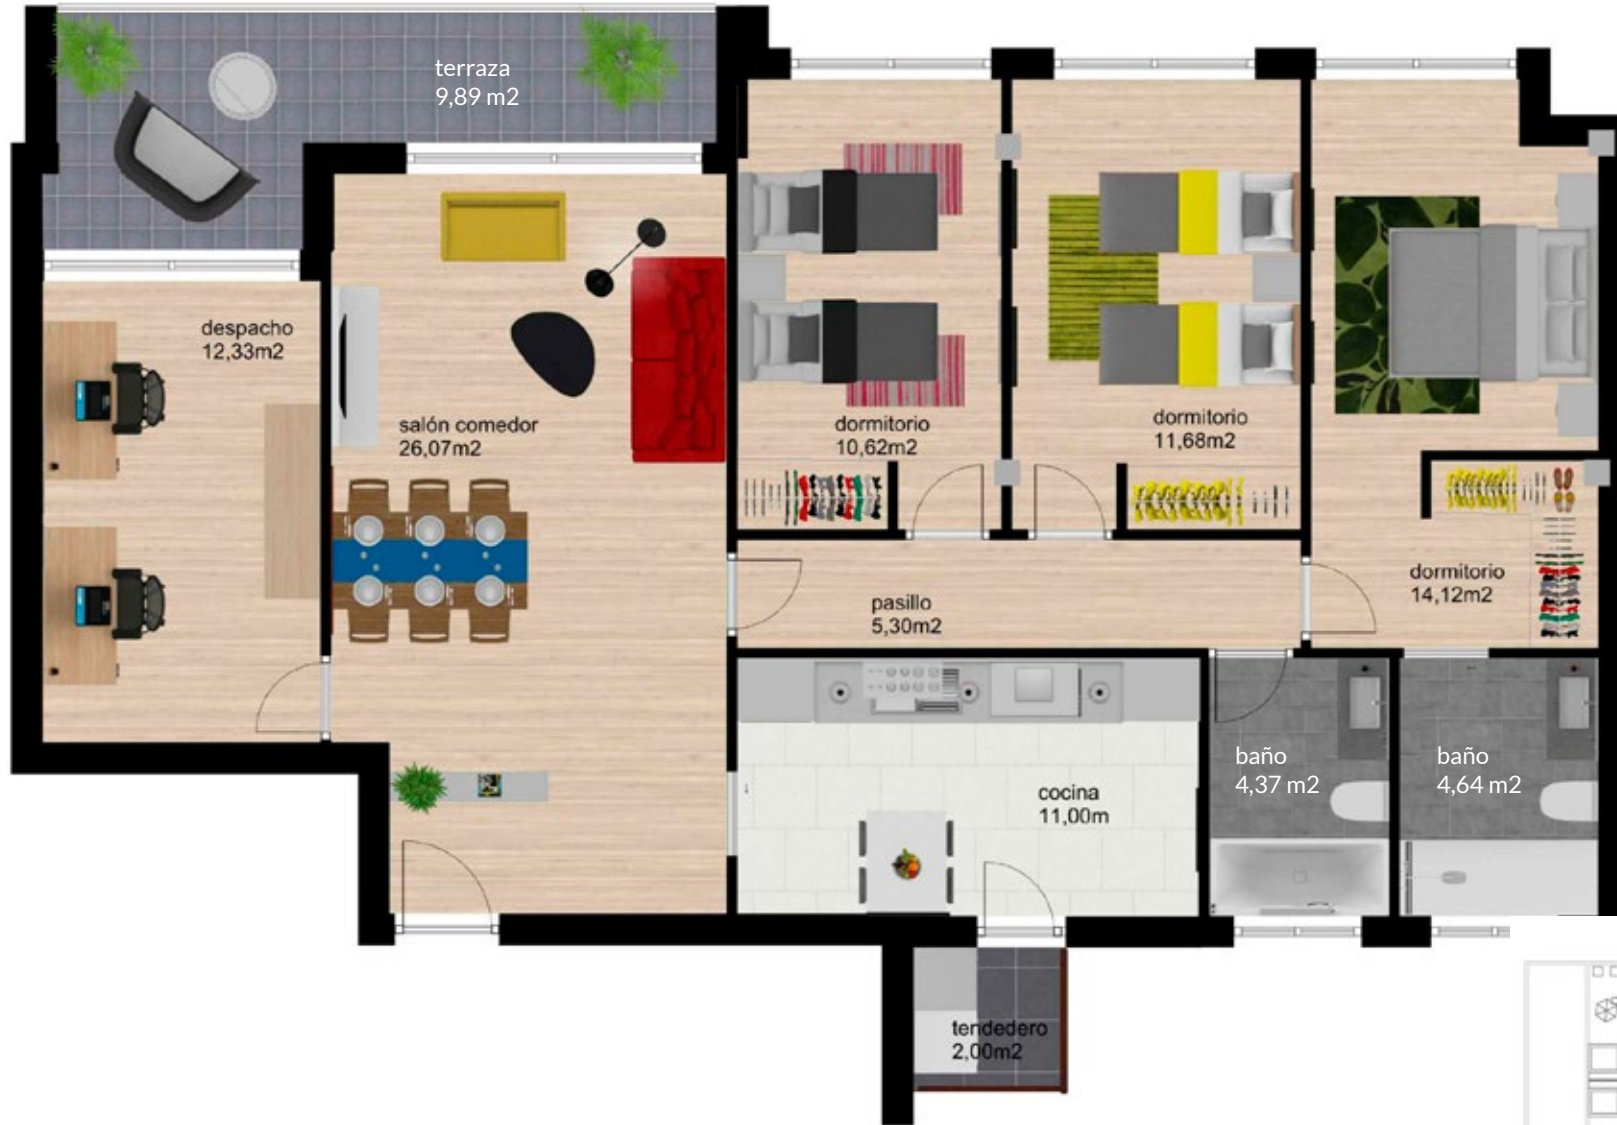 terraza
9,89 m2
despacho
12,33m2
salón comedor
26,07m2
dormitorio
10,62m2
dormitorio
11,68m2
dormitorio
14,12m2
pasillo
5,30m2
cocina
11,00m
baño
4,37 m2
baño
4,64 m2
tendedero
2,00m2